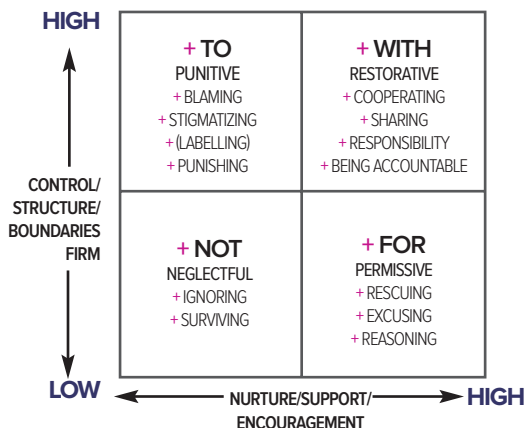 HIGH
+ TO
PUNITIVE
+ BLAMING
+ STIGMATIZING
+ (LABELLING)
+ PUNISHING
+ WITH
RESTORATIVE
+ COOPERATING
+ SHARING
+ RESPONSIBILITY
+ BEING ACCOUNTABLE
CONTROL/
STRUCTURE/
BOUNDARIES
FIRM
+ NOT
NEGLECTFUL
+ IGNORING
+ SURVIVING
+ FOR
PERMISSIVE
+ RESCUING
+ EXCUSING
+ REASONING
LOW
NURTURE/SUPPORT/
ENCOURAGEMENT
HIGH